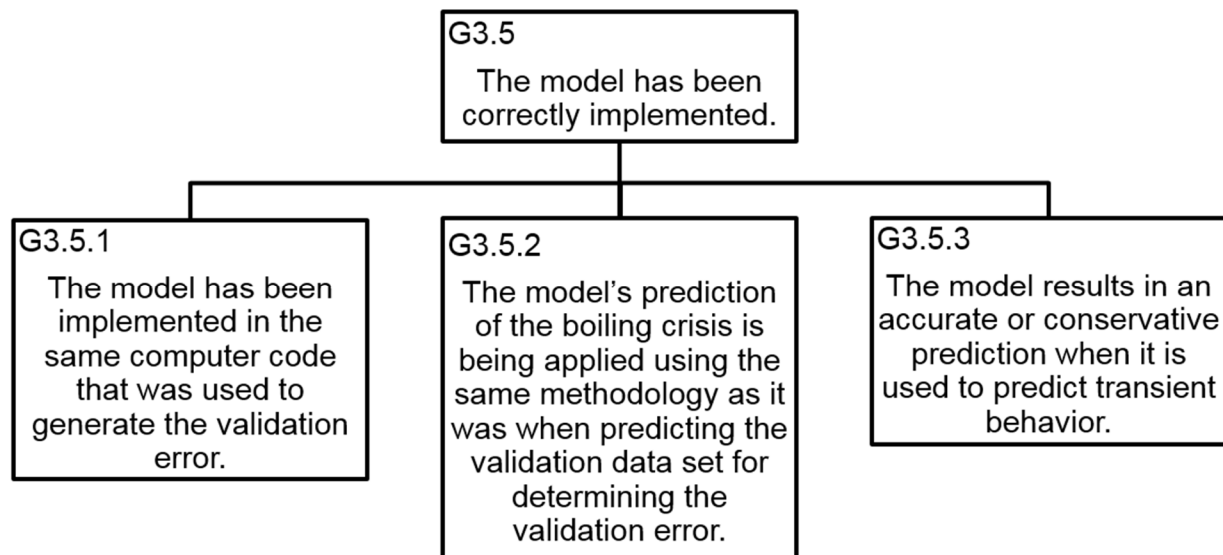 G3.5
The model has been
correctly implemented.
G3.5.1
The model has been
implemented in the
same computer code
that was used to
generate the validation
error.
G3.5.2
The model’s prediction
of the boiling crisis is
being applied using the
same methodology as it
was when predicting the
validation data set for
determining the
validation error.
G3.5.3
The model results in an
accurate or conservative
prediction when it is
used to predict transient
behavior.